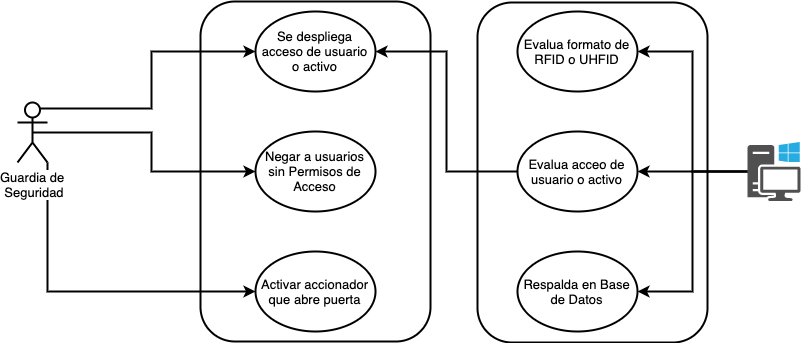 Se despliega
acceso de usuario
o activo
Evalua formato de
RFID o UHFID
Guardia de
Seguridad
Negar a usuarios
sin Permisos de
Acceso
Evalua acceo de
usuario o activo
Activar accionador
que abre puerta
Respalda en Base
de Datos